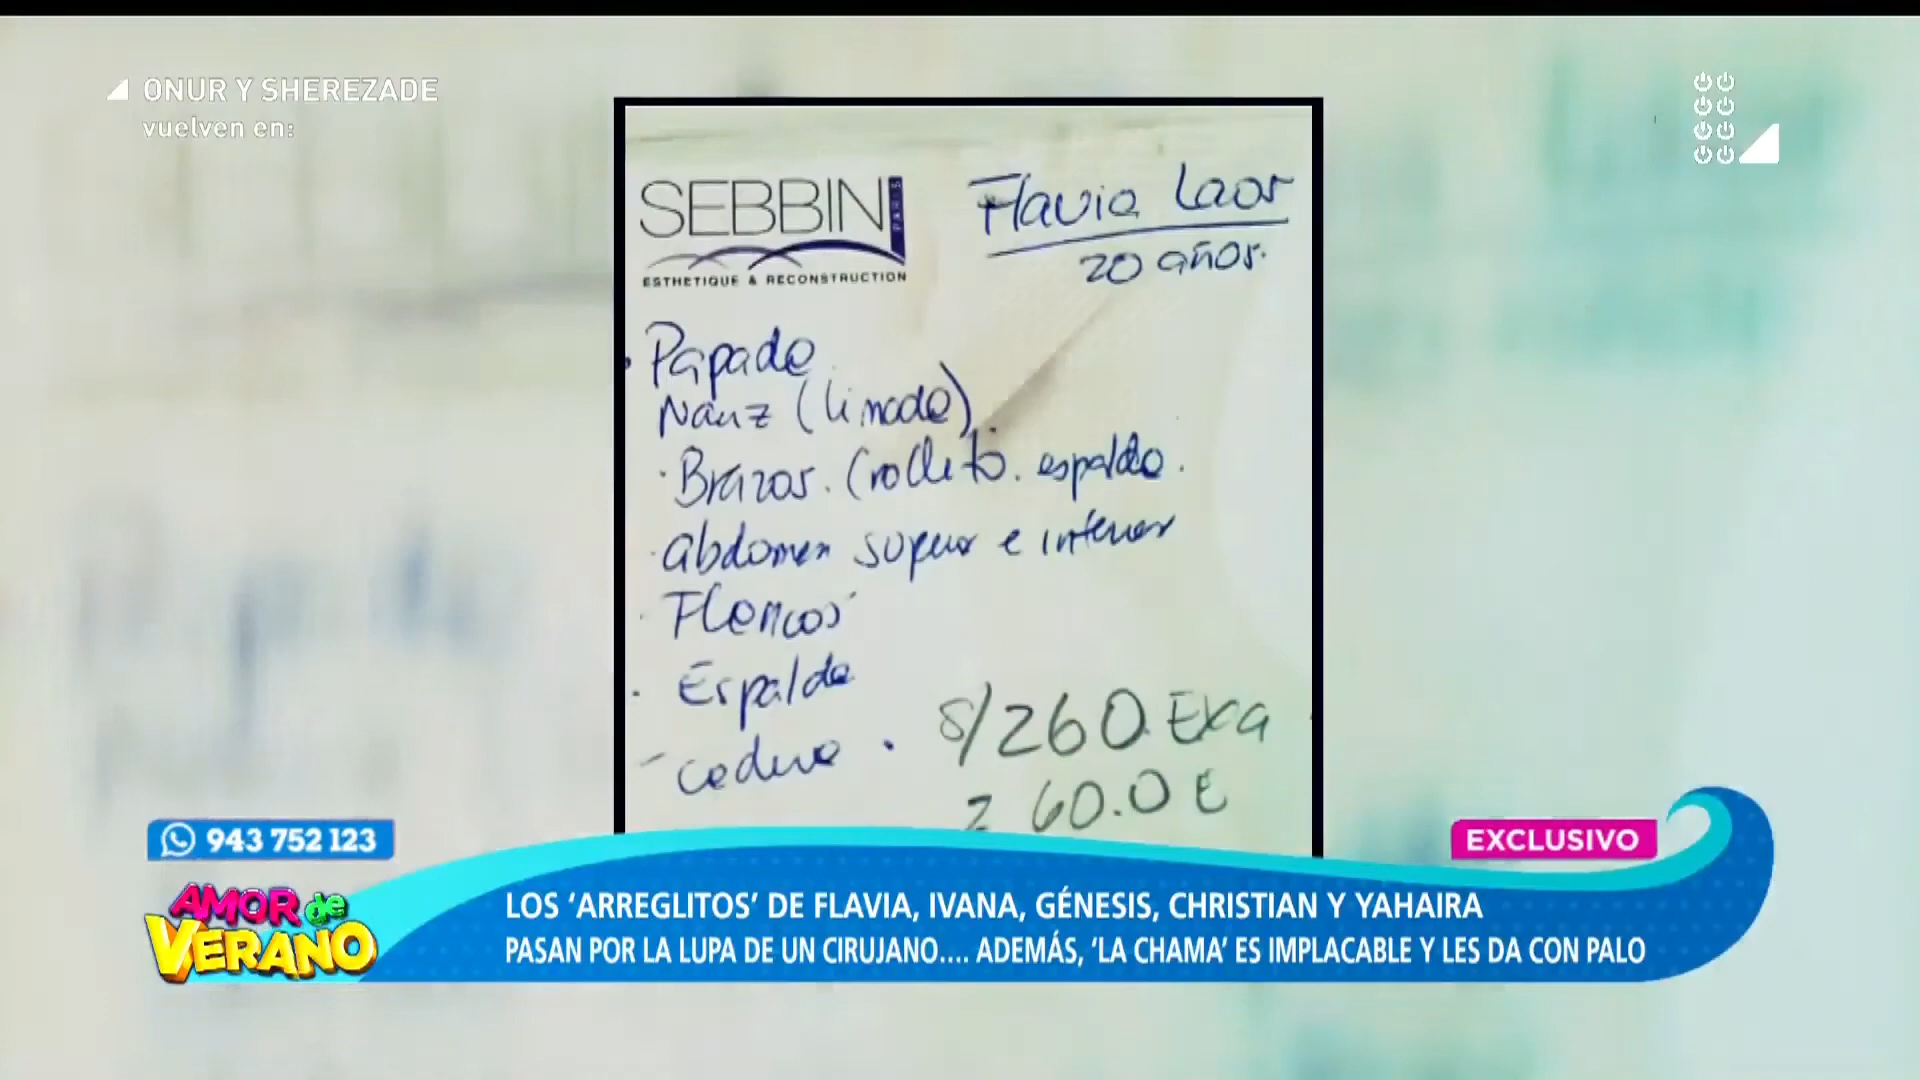 ONUR Y SHEREZADE
vuelven en:
SEBBIN
PARIS
ESTHETIQUE & RECONSTRUCTION
Flavia Laos
20 años.
Papada
Nariz (limado)
Brazos. (rollito. espalda.
Abdomen superior e inferior
Flancos
Espalda
cadera
S/260. Exa
60.0 E
943 752 123
EXCLUSIVO
AMOR de
VERANO
LOS ‘ARREGLITOS’ DE FLAVIA, IVANA, GÉNESIS, CHRISTIAN Y YAHAIRA
PASAN POR LA LUPA DE UN CIRUJANO.... ADEMÁS, ‘LA CHAMA’ ES IMPLACABLE Y LES DA CON PALO